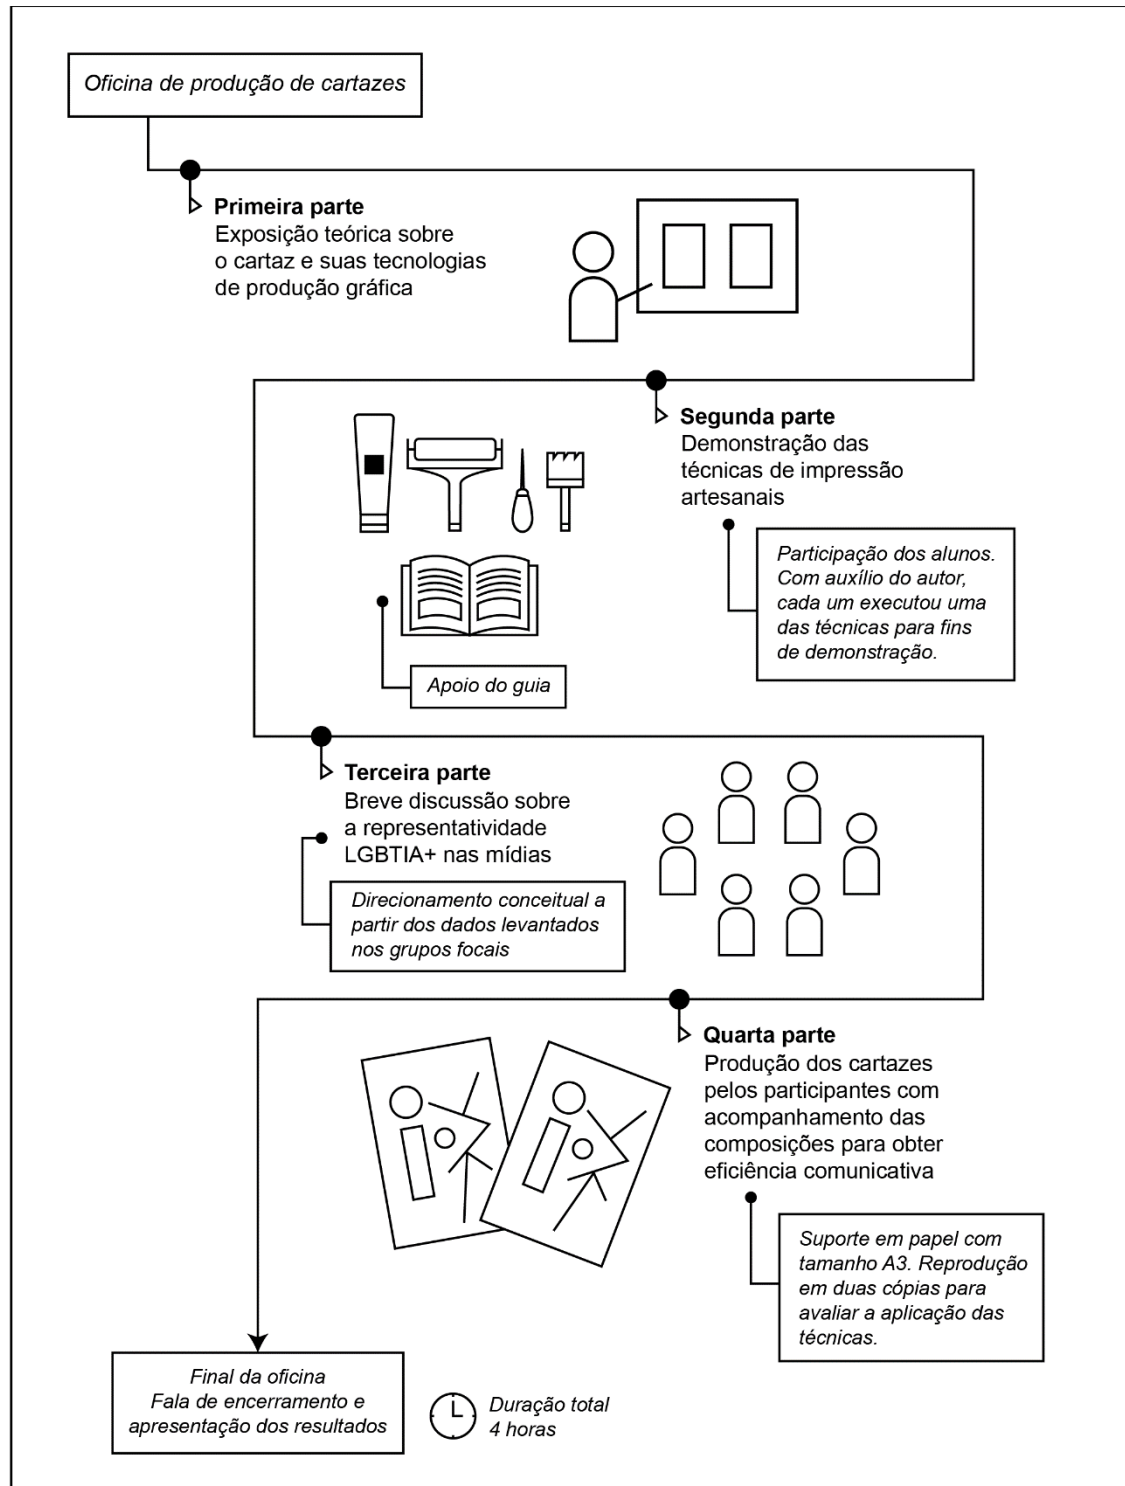 Oficina de produção de cartazes
Primeira parte
Exposição teórica sobre
o cartaz e suas tecnologias
de produção gráfica
Segunda parte
Demonstração das
técnicas de impressão
artesanais
Participação dos alunos.
Com auxílio do autor,
cada um executou uma
das técnicas para fins
de demonstração.
Apoio do guia
Terceira parte
Breve discussão sobre
a representatividade
LGBTIA+ nas mídias
Direcionamento conceitual a
partir dos dados levantados
nos grupos focais
Quarta parte
Produção dos cartazes
pelos participantes com
acompanhamento das
composições para obter
eficiência comunicativa
Suporte em papel com
tamanho A3. Reprodução
em duas cópias para
avaliar a aplicação das
técnicas.
Final da oficina
Fala de encerramento e
apresentação dos resultados
Duração total
4 horas